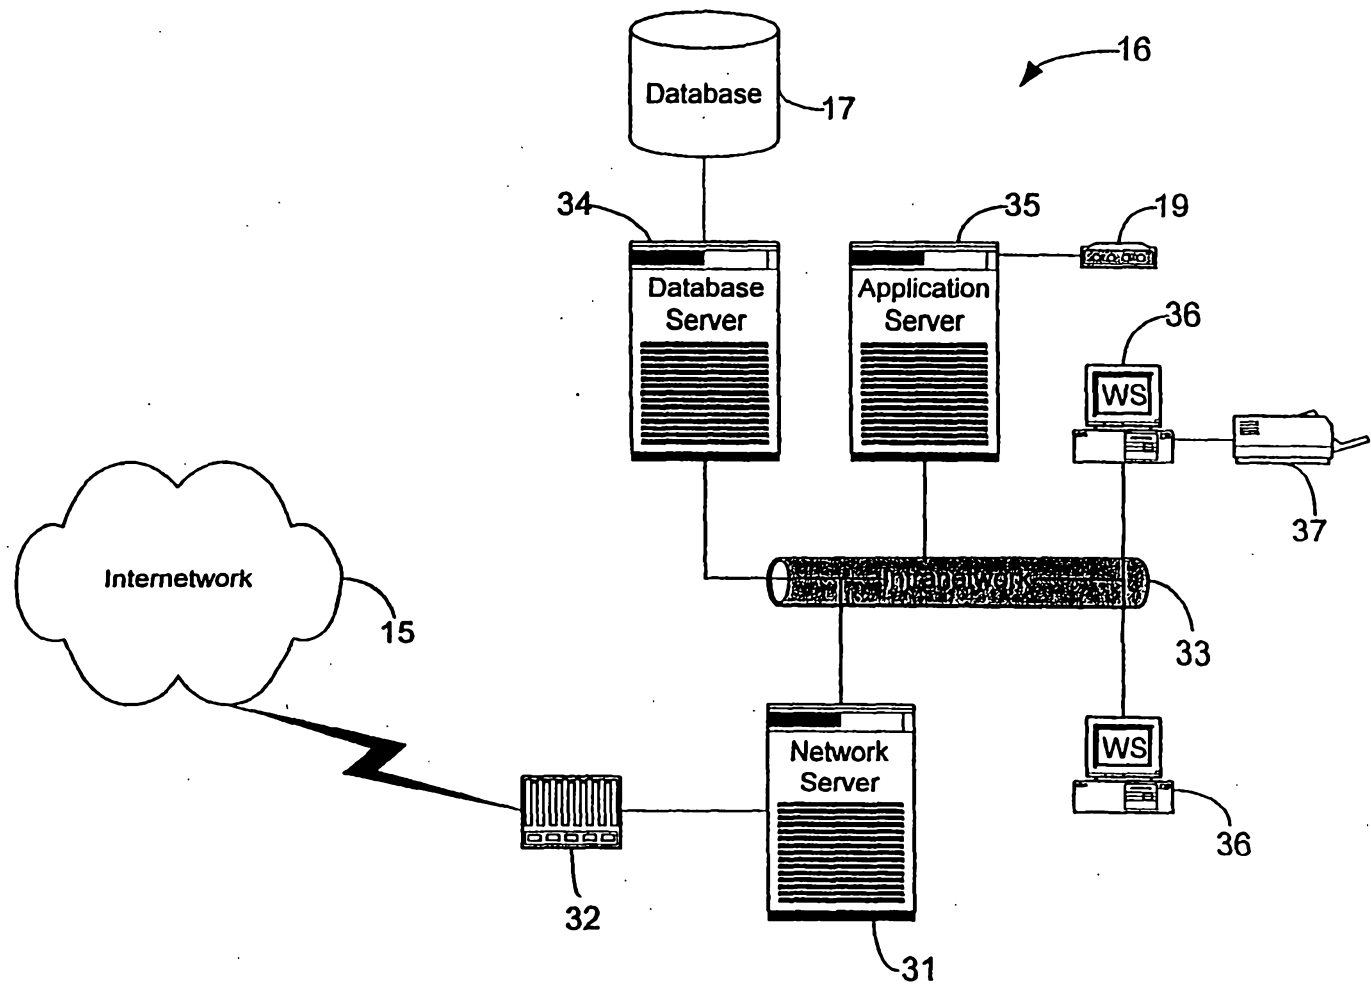 16
Database
17
34
35
19
Database
Server
Application
Server
36
WS
37
Internetwork
Intranetwork
15
33
Network
Server
WS
36
32
31